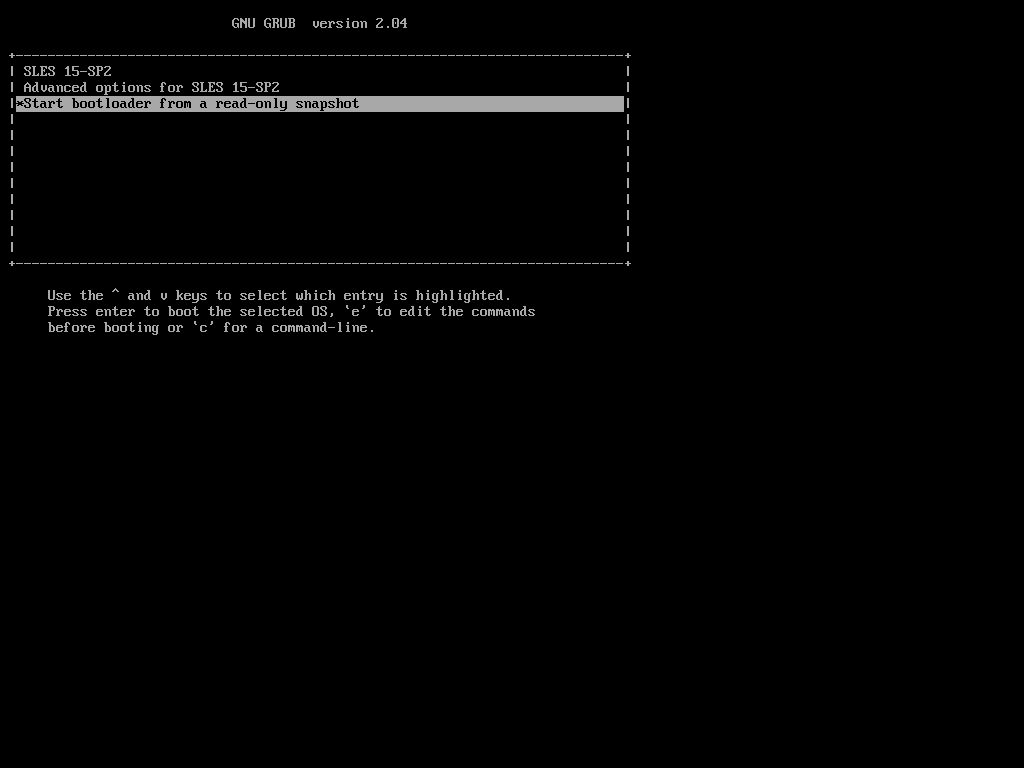 GNU GRUB  version 2.04
SLES 15-SP2
Advanced options for SLES 15-SP2
*Start bootloader from a read-only snapshot
Use the ^ and v keys to select which entry is highlighted.
Press enter to boot the selected OS, `e' to edit the commands
before booting or `c' for a command-line.